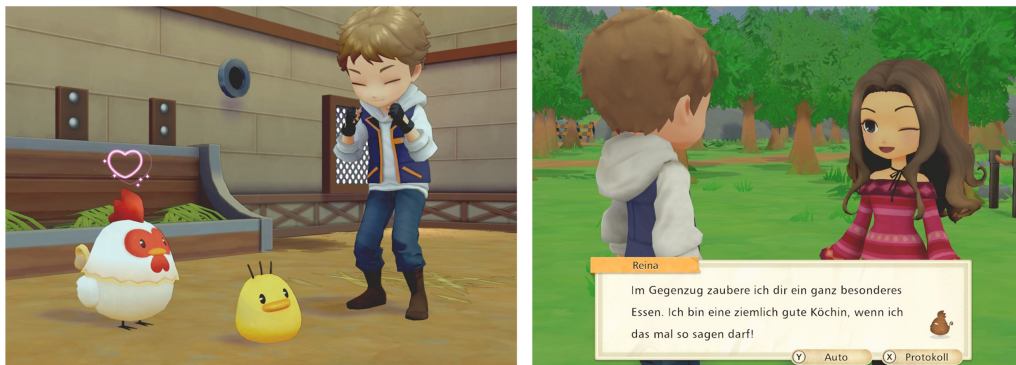 Reina
Im Gegenzug zaubere ich dir ein ganz besonderes
Essen. Ich bin eine ziemlich gute Köchin, wenn ich
das mal so sagen darf!
Y Auto X Protokoll